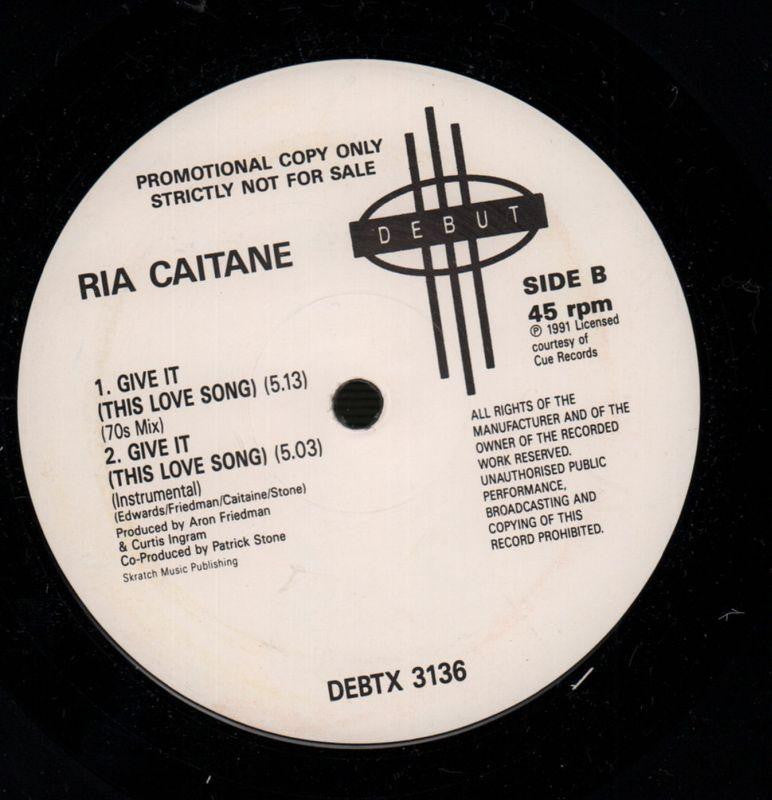 PROMOTIONAL COPY ONLY
STRICTLY NOT FOR SALE
DEBUT
RIA CAITANE
SIDE B
45 rpm
℗ 1991 Licensed
courtesy of
Cue Records
1. GIVE IT
(THIS LOVE SONG) (5.13)
(70s Mix)
2. GIVE IT
(THIS LOVE SONG) (5.03)
(Instrumental)
(Edwards/Friedman/Caitaine/Stone)
Produced by Aron Friedman
& Curtis Ingram
Co-Produced by Patrick Stone
Skratch Music Publishing
ALL RIGHTS OF THE
MANUFACTURER AND OF THE
OWNER OF THE RECORDED
WORK RESERVED.
UNAUTHORISED PUBLIC
PERFORMANCE,
BROADCASTING AND
COPYING OF THIS
RECORD PROHIBITED.
DEBTX 3136